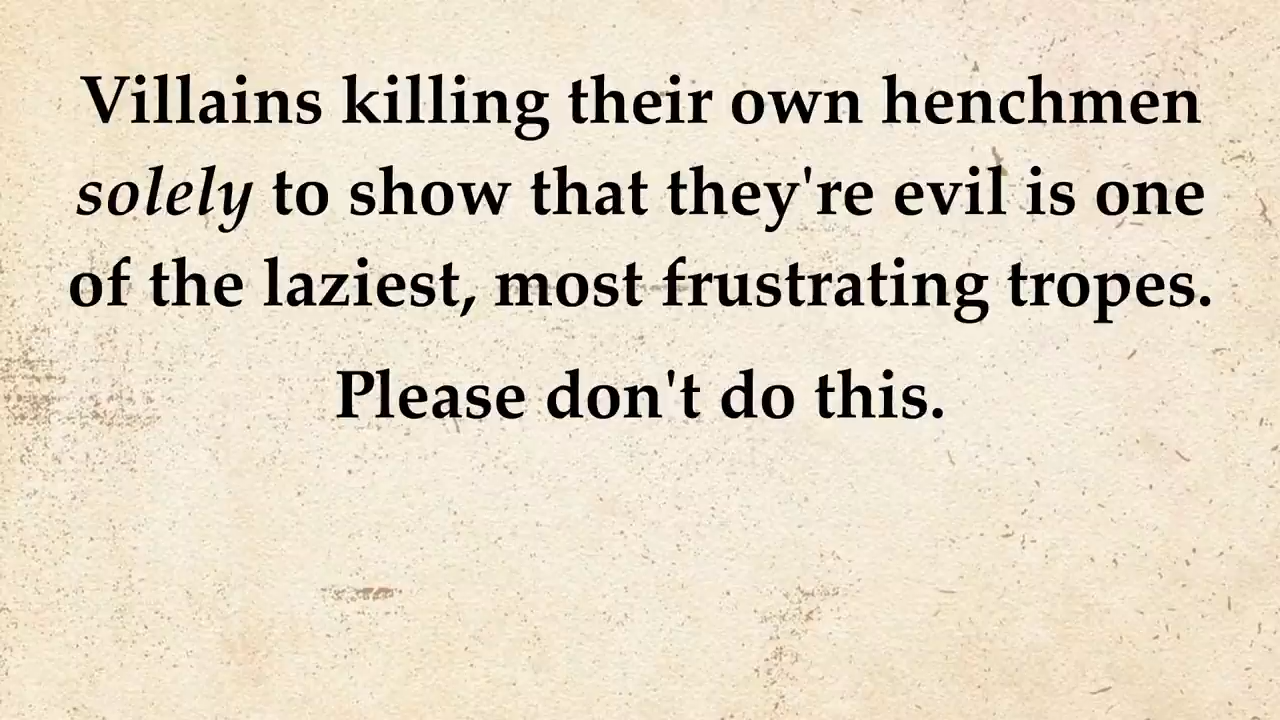 Villains killing their own henchmen
solely to show that they're evil is one
of the laziest, most frustrating tropes.
Please don't do this.